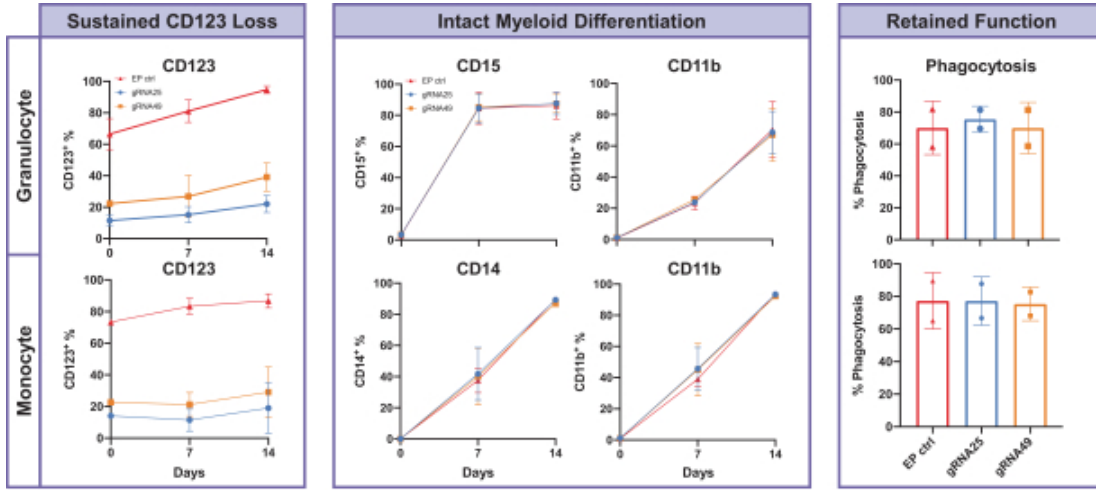 Sustained CD123 Loss
Intact Myeloid Differentiation
Retained Function
Granulocyte
CD123
EP ctrl
gRNA25
gRNA49
CD123+ %
100
80
60
40
20
0
0 7 14
CD15
EP ctrl
gRNA25
gRNA49
CD15+ %
100
80
60
40
20
0
0 7 14
CD11b
CD11b+ %
100
80
60
40
20
0
0 7 14
Phagocytosis
% Phagocytosis
100
80
60
40
20
0
Monocyte
CD123
CD123+ %
100
80
60
40
20
0
0 7 14
Days
CD14
CD14+ %
100
80
60
40
20
0
0 7 14
Days
CD11b
CD11b+ %
100
80
60
40
20
0
0 7 14
Days
% Phagocytosis
100
80
60
40
20
0
EP ctrl
gRNA25
gRNA49